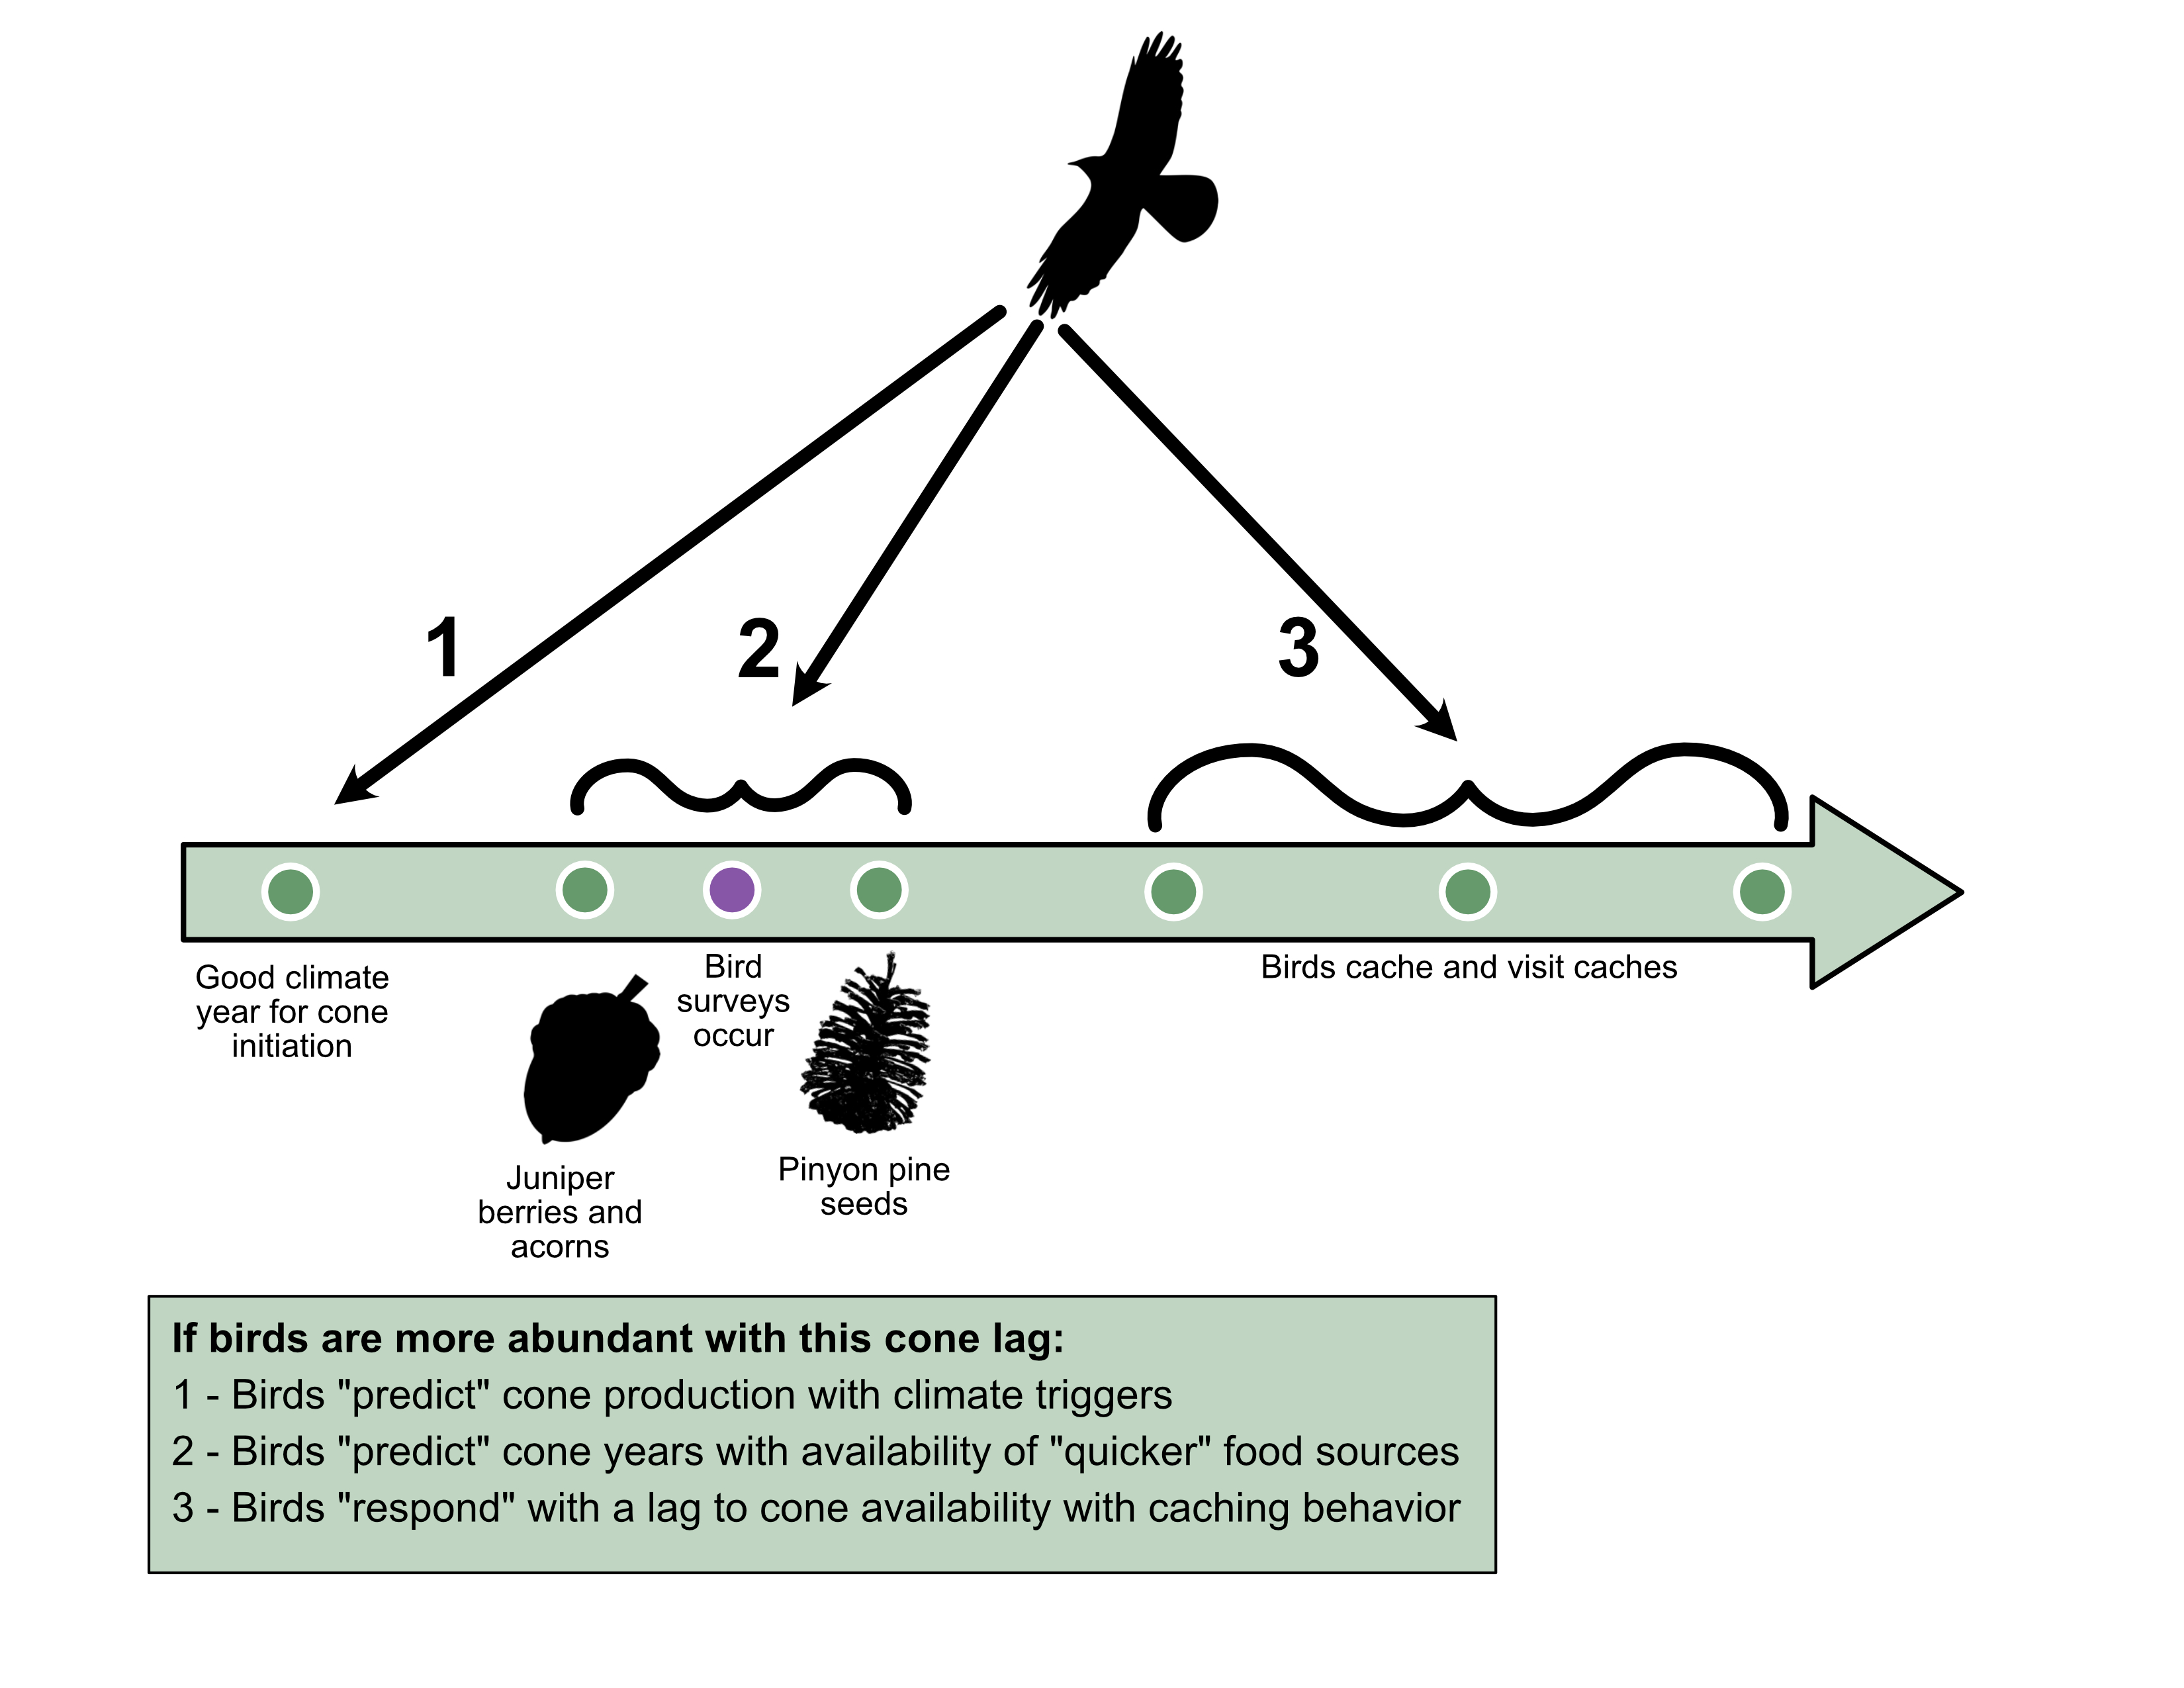 1
2
3
Good climate
year for cone
initiation
Juniper
berries and
acorns
Bird
surveys
occur
Pinyon pine
seeds
Birds cache and visit caches
If birds are more abundant with this cone lag:
1 - Birds "predict" cone production with climate triggers
2 - Birds "predict" cone years with availability of "quicker" food sources
3 - Birds "respond" with a lag to cone availability with caching behavior